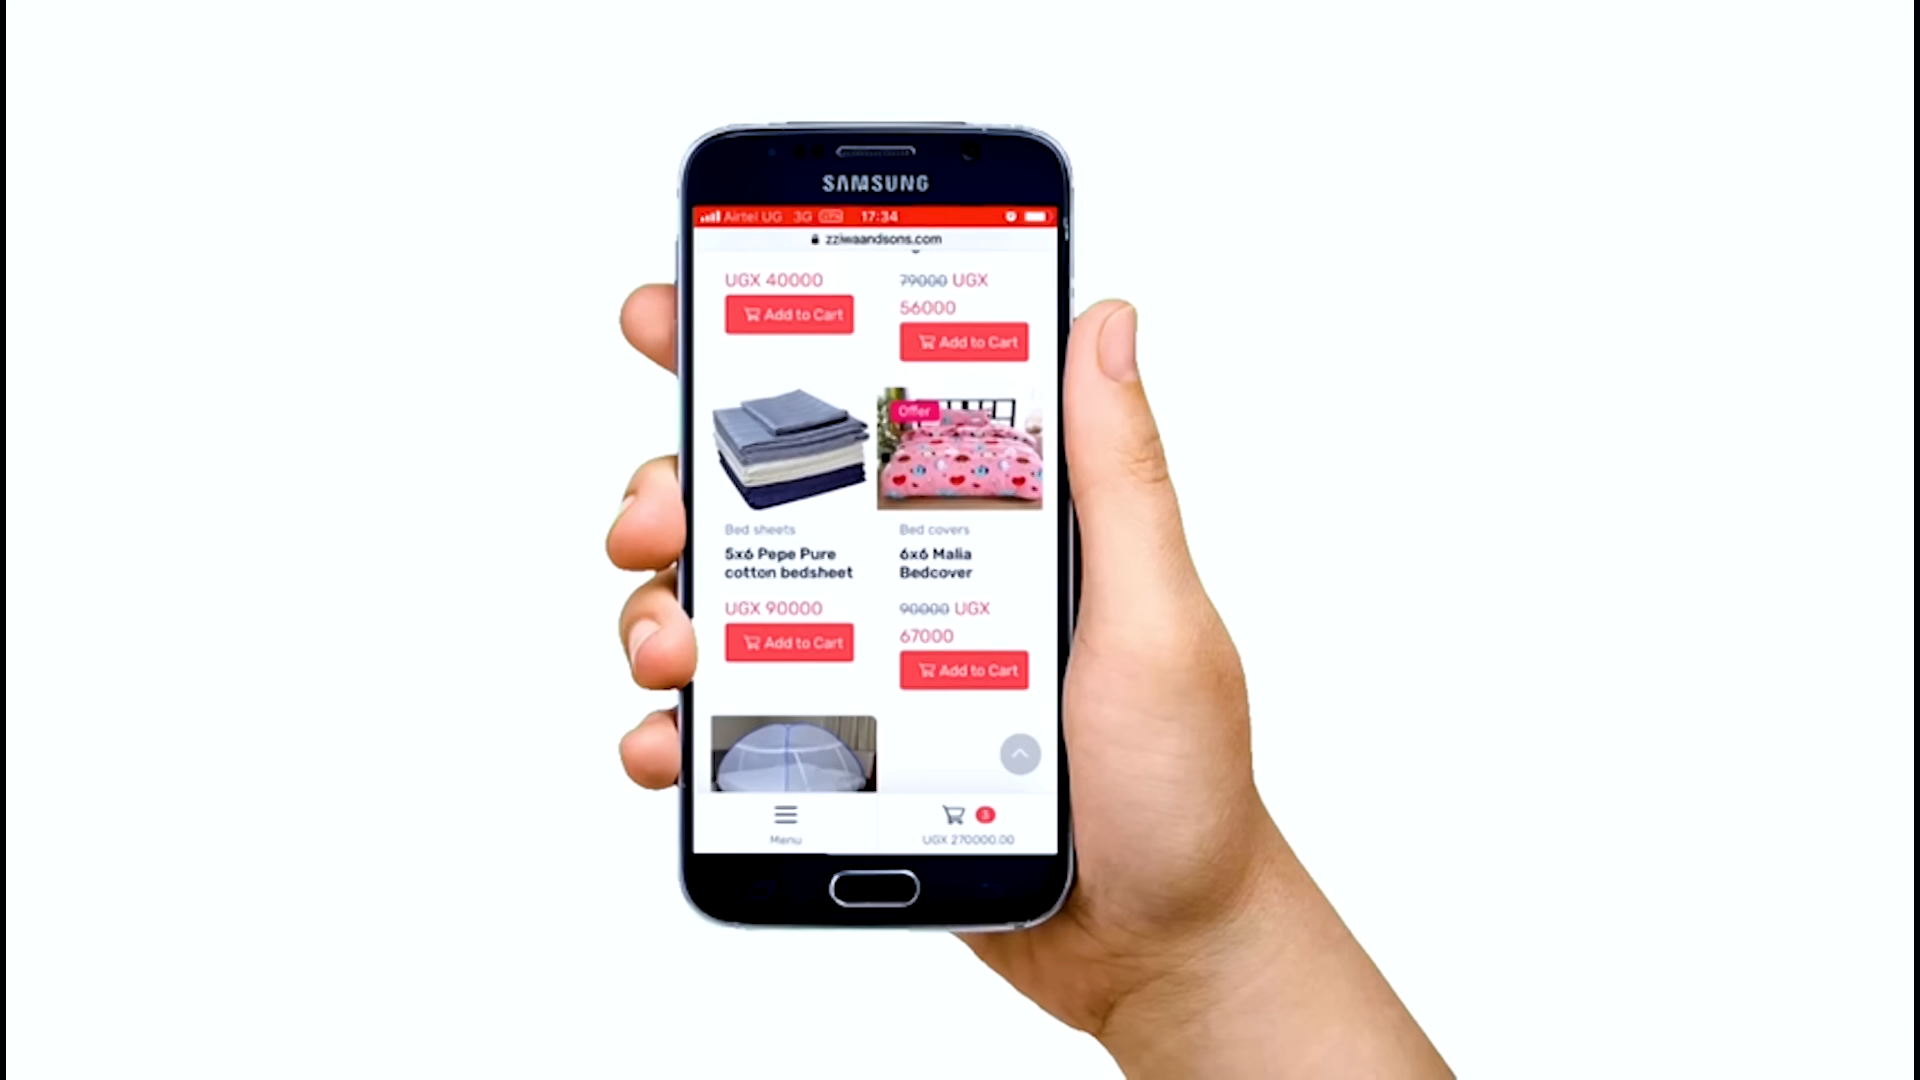 SAMSUNG
Airtel UG 3G VPN 17:34
zziwaandsons.com
UGX 40000
Add to Cart
79000 UGX
56000
Add to Cart
Offer
Bed sheets
5x6 Pepe Pure
cotton bedsheet
UGX 90000
Add to Cart
Bed covers
6x6 Malia
Bedcover
90000 UGX
67000
Add to Cart
Menu
3
UGX 270000.00